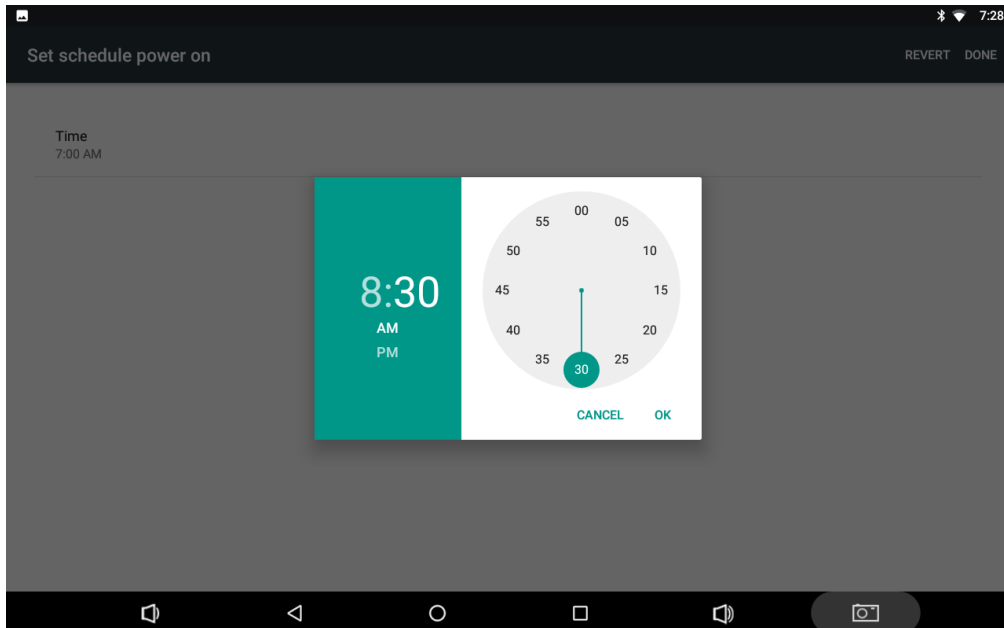 7:28
Set schedule power on
REVERT DONE
Time
7:00 AM
8:30
AM
PM
00
55 05
50 10
45 15
40 20
35 25
30
CANCEL OK